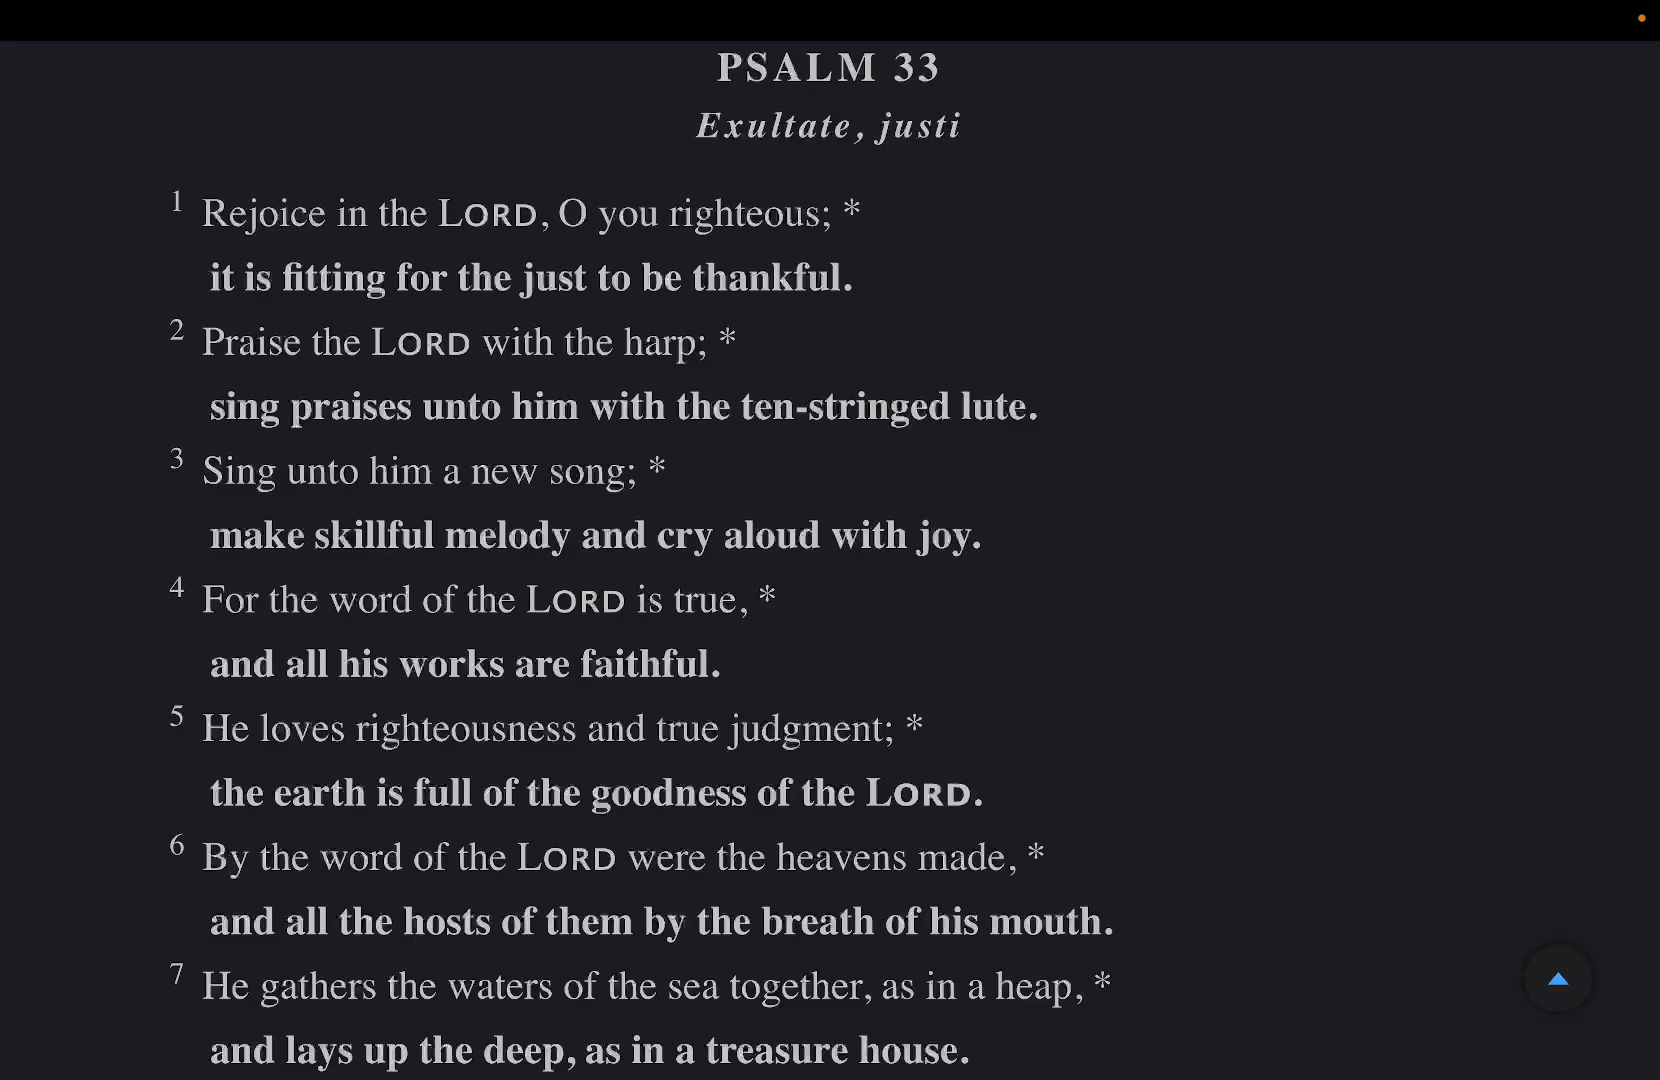 PSALM 33
Exultate, justi
1 Rejoice in the LORD, O you righteous; *
it is fitting for the just to be thankful.
2 Praise the LORD with the harp; *
sing praises unto him with the ten-stringed lute.
3 Sing unto him a new song; *
make skillful melody and cry aloud with joy.
4 For the word of the LORD is true, *
and all his works are faithful.
5 He loves righteousness and true judgment; *
the earth is full of the goodness of the LORD.
6 By the word of the LORD were the heavens made, *
and all the hosts of them by the breath of his mouth.
7 He gathers the waters of the sea together, as in a heap, *
and lays up the deep, as in a treasure house.